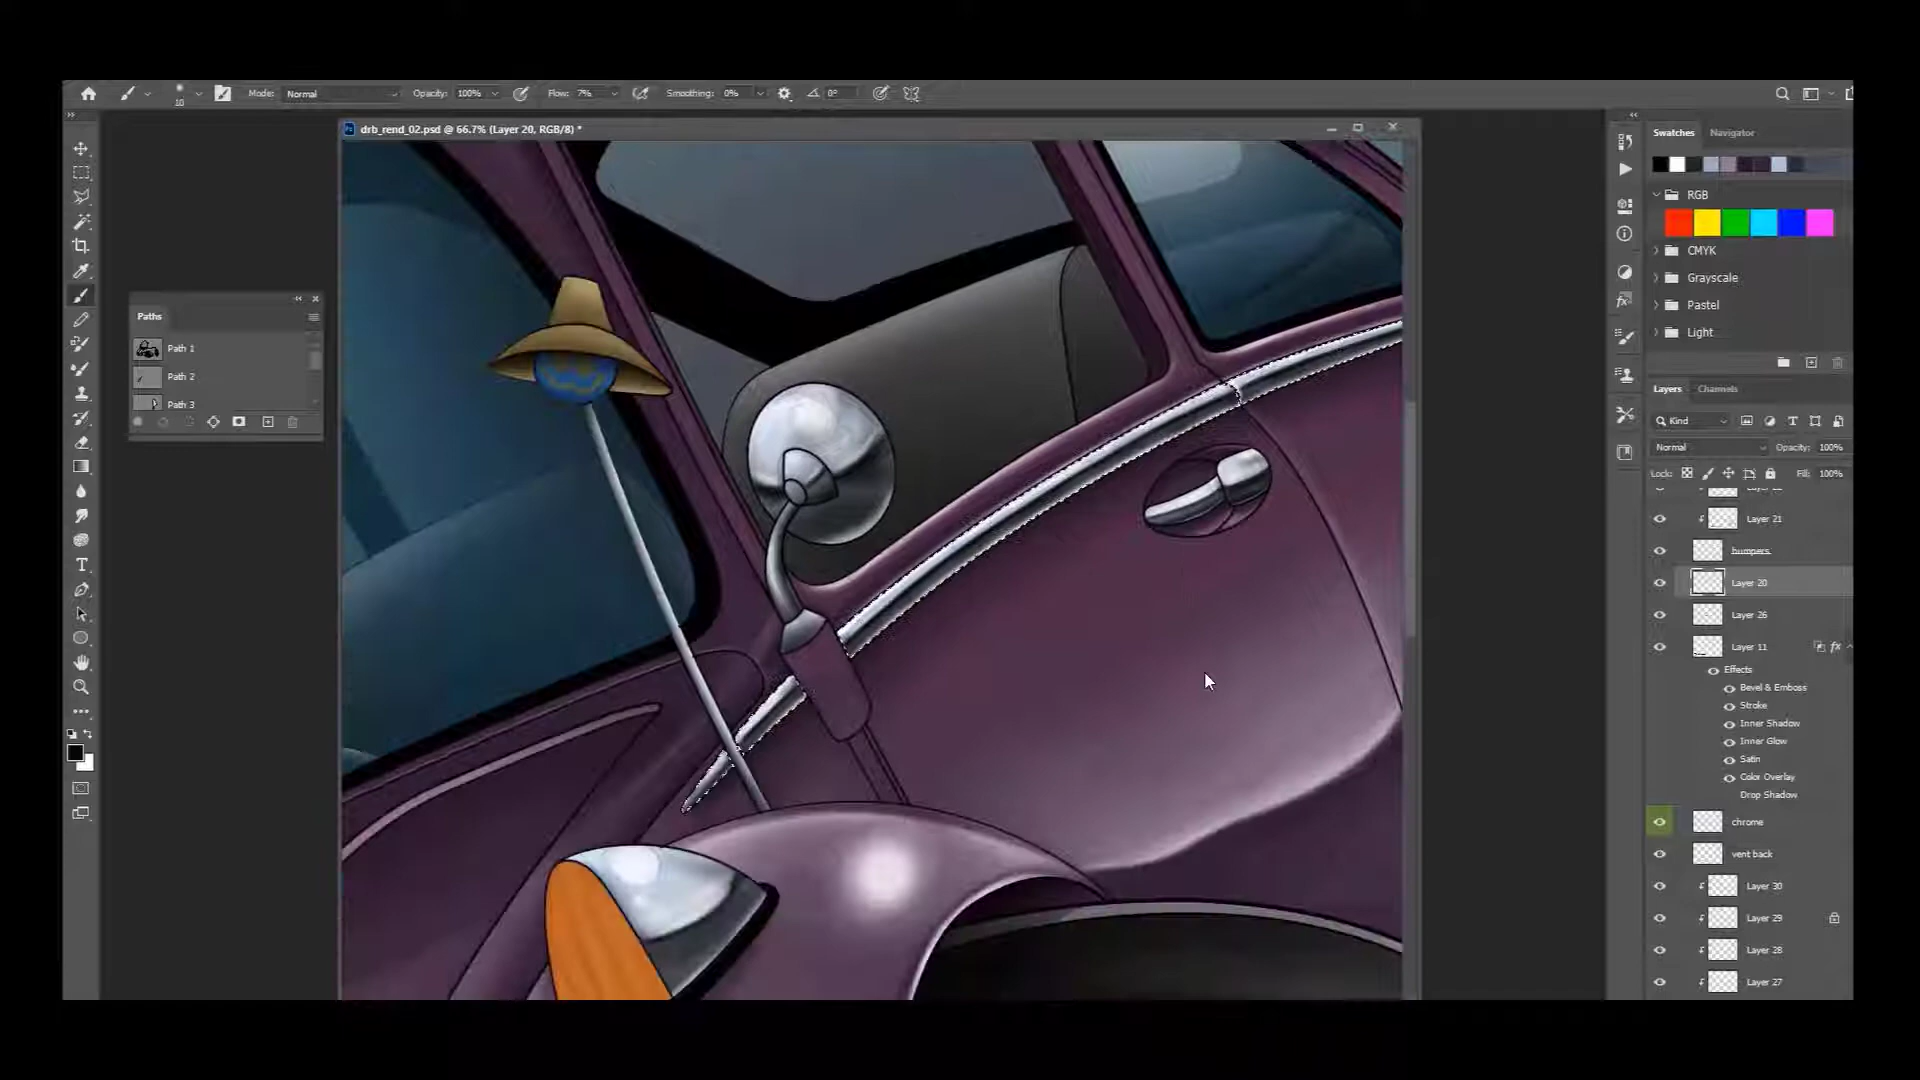 10
Mode: Normal
Opacity: 100%
Flow: 7%
Smoothing: 0%
0°
drb_rend_02.psd @ 66.7% (Layer 20, RGB/8) *
Paths
Path 1
Path 2
Path 3
Swatches Navigator
RGB
CMYK
Grayscale
Pastel
Light
Layers Channels
Kind
Normal Opacity: 100%
Lock: Fill: 100%
Layer 21
bumpers
Layer 20
Layer 26
Layer 11 fx
Effects
Bevel & Emboss
Stroke
Inner Shadow
Inner Glow
Satin
Color Overlay
Drop Shadow
chrome
vent back
Layer 30
Layer 29
Layer 28
Layer 27